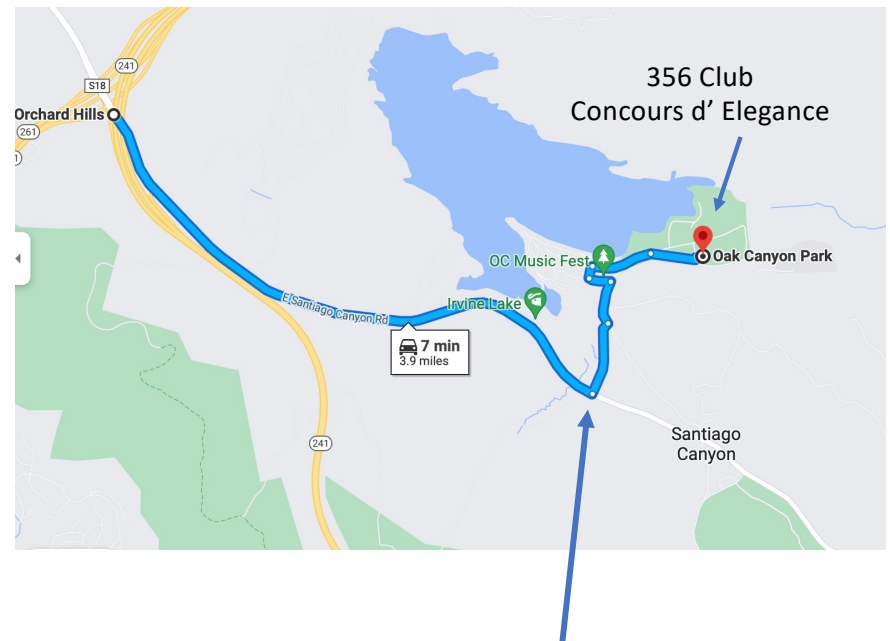 356 Club
Concours d’ Elegance
241
S18
Orchard Hills
261
OC Music Fest
Oak Canyon Park
E Santiago Canyon Rd
Irvine Lake
7 min
3.9 miles
Santiago
Canyon
241